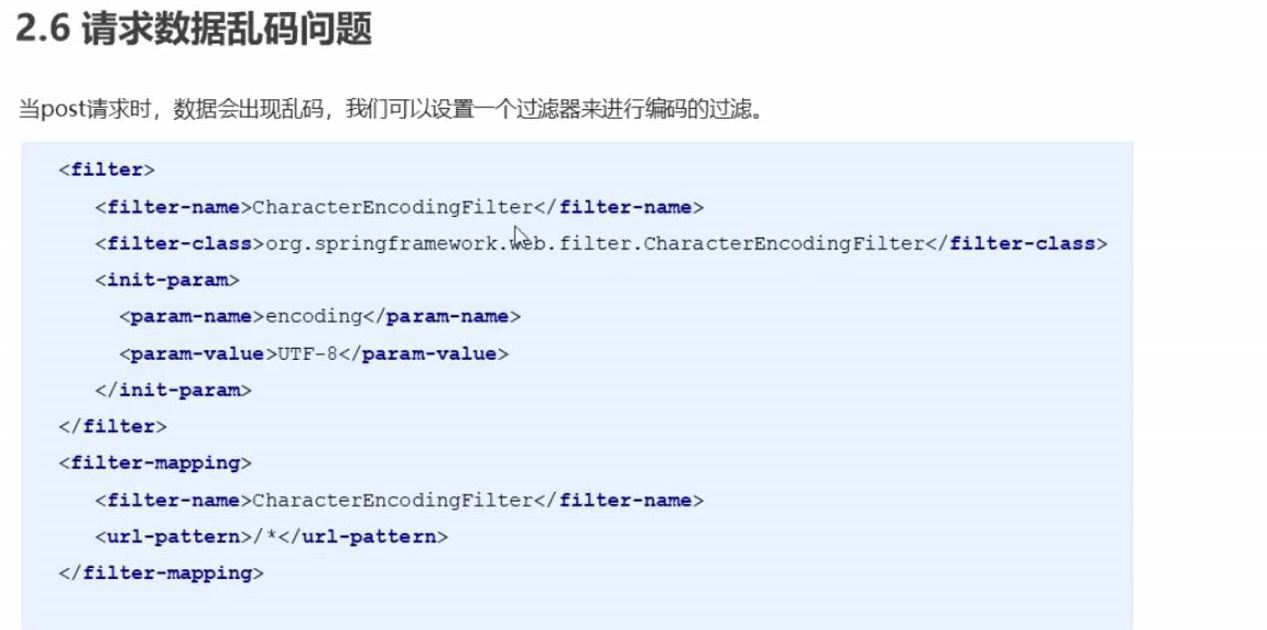 2.6 请求数据乱码问题
当post请求时，数据会出现乱码，我们可以设置一个过滤器来进行编码的过滤。
<filter>
<filter-name>CharacterEncodingFilter</filter-name>
<filter-class>org.springframework.web.filter.CharacterEncodingFilter</filter-class>
<init-param>
<param-name>encoding</param-name>
<param-value>UTF-8</param-value>
</init-param>
</filter>
<filter-mapping>
<filter-name>CharacterEncodingFilter</filter-name>
<url-pattern>/*</url-pattern>
</filter-mapping>